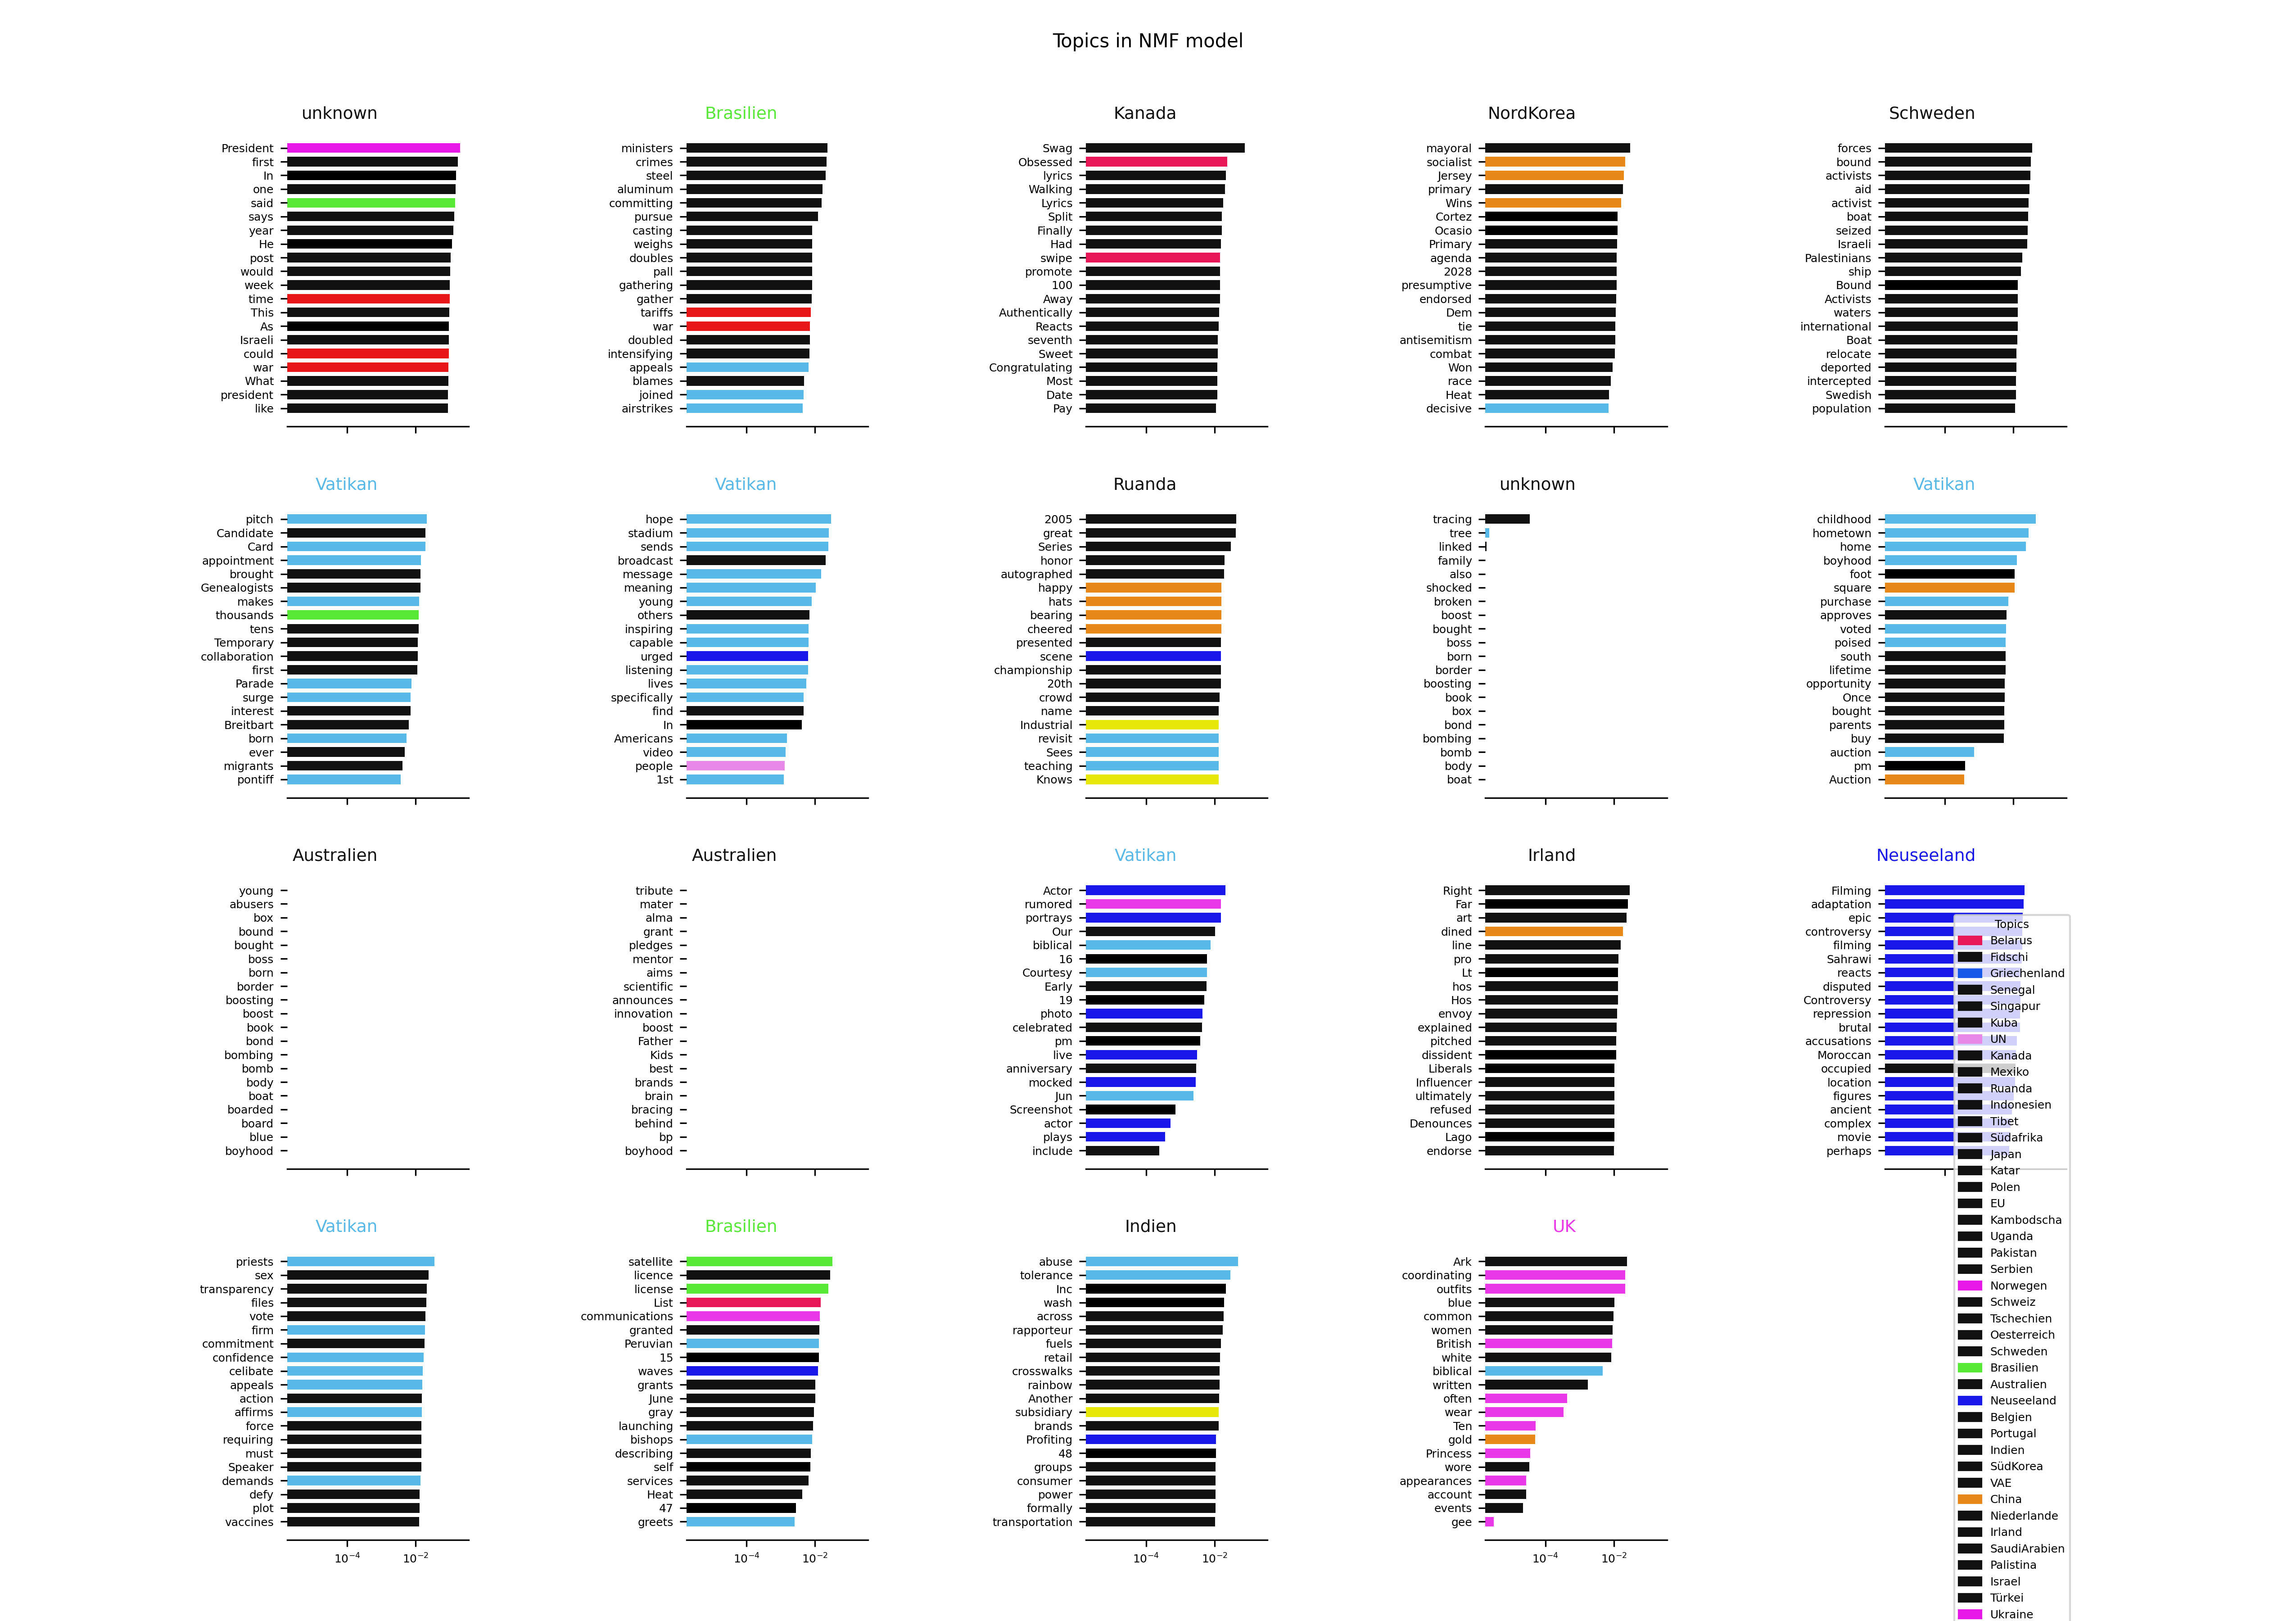 Topics in NMF model
unknown
President
first
In
one
said
says
year
He
post
would
week
time
This
As
Israeli
could
war
What
president
like
Brasilien
ministers
crimes
steel
aluminum
committing
pursue
casting
weighs
doubles
pall
gathering
gather
tariffs
war
doubled
intensifying
appeals
blames
joined
airstrikes
Kanada
Swag
Obsessed
lyrics
Walking
Lyrics
Split
Finally
Had
swipe
promote
100
Away
Authentically
Reacts
seventh
Sweet
Congratulating
Most
Date
Pay
NordKorea
mayoral
socialist
Jersey
primary
Wins
Cortez
Ocasio
Primary
agenda
2028
presumptive
endorsed
Dem
tie
antisemitism
combat
Won
race
Heat
decisive
Schweden
forces
bound
activists
aid
activist
boat
seized
Israeli
Palestinians
ship
Bound
Activists
waters
international
Boat
relocate
deported
intercepted
Swedish
population
Vatikan
pitch
Candidate
Card
appointment
brought
Genealogists
makes
thousands
tens
Temporary
collaboration
first
Parade
surge
interest
Breitbart
born
ever
migrants
pontiff
Vatikan
hope
stadium
sends
broadcast
message
meaning
young
others
inspiring
capable
urged
listening
lives
specifically
find
In
Americans
video
people
1st
Ruanda
2005
great
Series
honor
autographed
happy
hats
bearing
cheered
presented
scene
championship
20th
crowd
name
Industrial
revisit
Sees
teaching
Knows
unknown
tracing
tree
linked
family
also
shocked
broken
boost
bought
boss
born
border
boosting
book
box
bond
bombing
bomb
body
boat
Vatikan
childhood
hometown
home
boyhood
foot
square
purchase
approves
voted
poised
south
lifetime
opportunity
Once
bought
parents
buy
auction
pm
Auction
Australien
young
abusers
box
bound
bought
boss
born
border
boosting
boost
book
bond
bombing
bomb
body
boat
boarded
board
blue
boyhood
Australien
tribute
mater
alma
grant
pledges
mentor
aims
scientific
announces
innovation
boost
Father
Kids
best
brands
brain
bracing
behind
bp
boyhood
Vatikan
Actor
rumored
portrays
Our
biblical
16
Courtesy
Early
19
photo
celebrated
pm
live
anniversary
mocked
Jun
Screenshot
actor
plays
include
Irland
Right
Far
art
dined
line
pro
Lt
hos
Hos
envoy
explained
pitched
dissident
Liberals
Influencer
ultimately
refused
Denounces
Lago
endorse
Neuseeland
Filming
adaptation
epic
controversy
filming
Sahrawi
reacts
disputed
Controversy
repression
brutal
accusations
Moroccan
occupied
location
figures
ancient
complex
movie
perhaps
Vatikan
priests
sex
transparency
files
vote
firm
commitment
confidence
celibate
appeals
action
affirms
force
requiring
must
Speaker
demands
defy
plot
vaccines
10⁻⁴ 10⁻²
Brasilien
satellite
licence
license
List
communications
granted
Peruvian
15
waves
grants
June
gray
launching
bishops
describing
self
services
Heat
47
greets
10⁻⁴ 10⁻²
Indien
abuse
tolerance
Inc
wash
across
rapporteur
fuels
retail
crosswalks
rainbow
Another
subsidiary
brands
Profiting
48
groups
consumer
power
formally
transportation
10⁻⁴ 10⁻²
UK
Ark
coordinating
outfits
blue
common
women
British
white
biblical
written
often
wear
Ten
gold
Princess
wore
appearances
account
events
gee
10⁻⁴ 10⁻²
Topics
Belarus
Fidschi
Griechenland
Senegal
Singapur
Kuba
UN
Kanada
Mexiko
Ruanda
Indonesien
Tibet
Südafrika
Japan
Katar
Polen
EU
Kambodscha
Uganda
Pakistan
Serbien
Norwegen
Schweiz
Tschechien
Oesterreich
Schweden
Brasilien
Australien
Neuseeland
Belgien
Portugal
Indien
SüdKorea
VAE
China
Niederlande
Irland
SaudiArabien
Palistina
Israel
Türkei
Ukraine